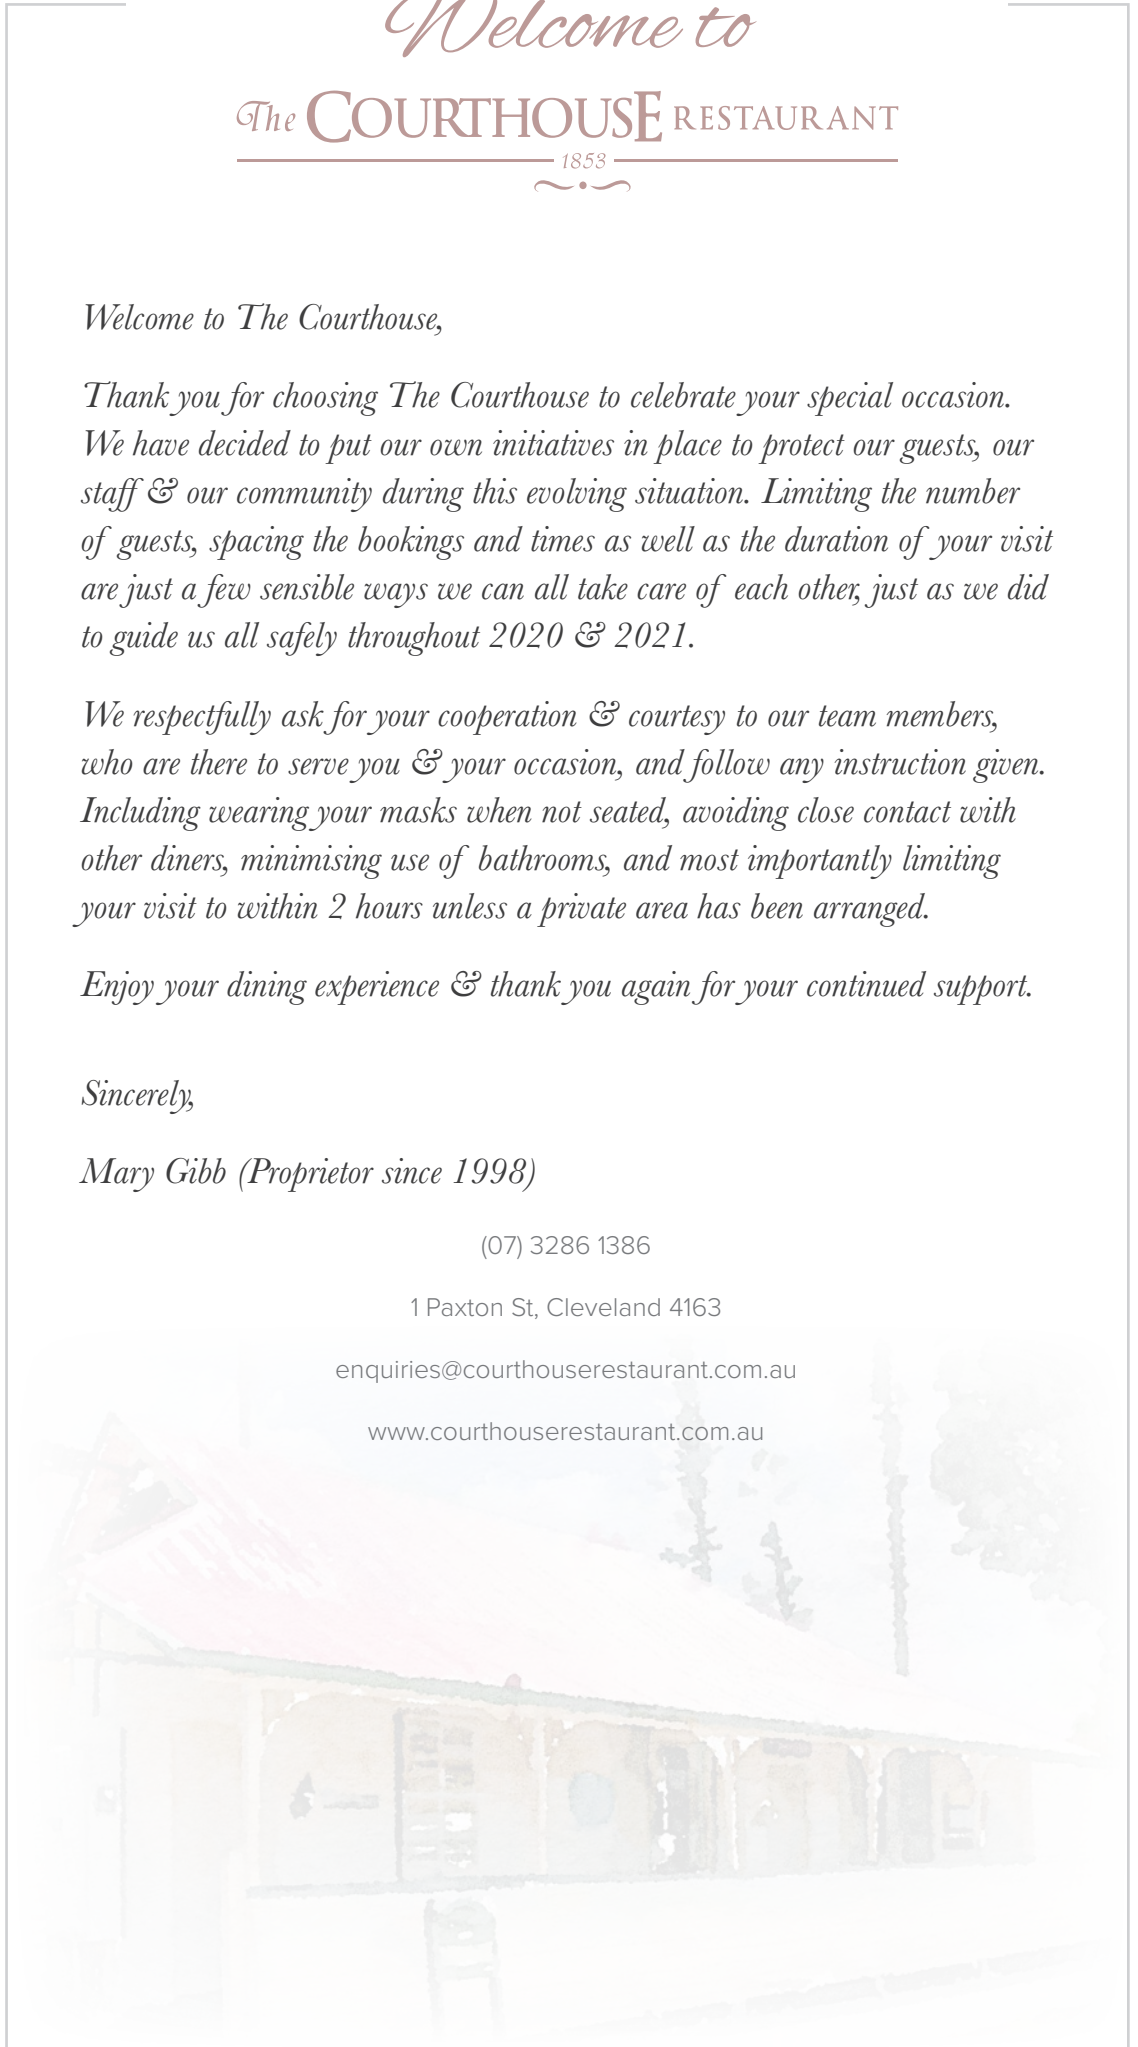 Welcome to
The COURTHOUSE RESTAURANT
1853
Welcome to The Courthouse,
Thank you for choosing The Courthouse to celebrate your special occasion.
We have decided to put our own initiatives in place to protect our guests, our
staff & our community during this evolving situation. Limiting the number
of guests, spacing the bookings and times as well as the duration of your visit
are just a few sensible ways we can all take care of each other, just as we did
to guide us all safely throughout 2020 & 2021.
We respectfully ask for your cooperation & courtesy to our team members,
who are there to serve you & your occasion, and follow any instruction given.
Including wearing your masks when not seated, avoiding close contact with
other diners, minimising use of bathrooms, and most importantly limiting
your visit to within 2 hours unless a private area has been arranged.
Enjoy your dining experience & thank you again for your continued support.
Sincerely,
Mary Gibb (Proprietor since 1998)
(07) 3286 1386
1 Paxton St, Cleveland 4163
enquiries@courthouserestaurant.com.au
www.courthouserestaurant.com.au